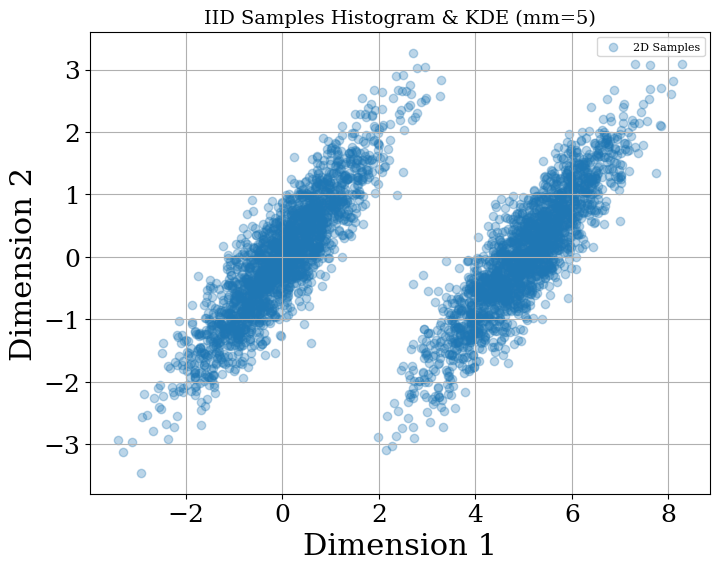 IID Samples Histogram & KDE (mm=5)
2D Samples
Dimension 2
3
2
1
0
−1
−2
−3
−2 0 2 4 6 8
Dimension 1